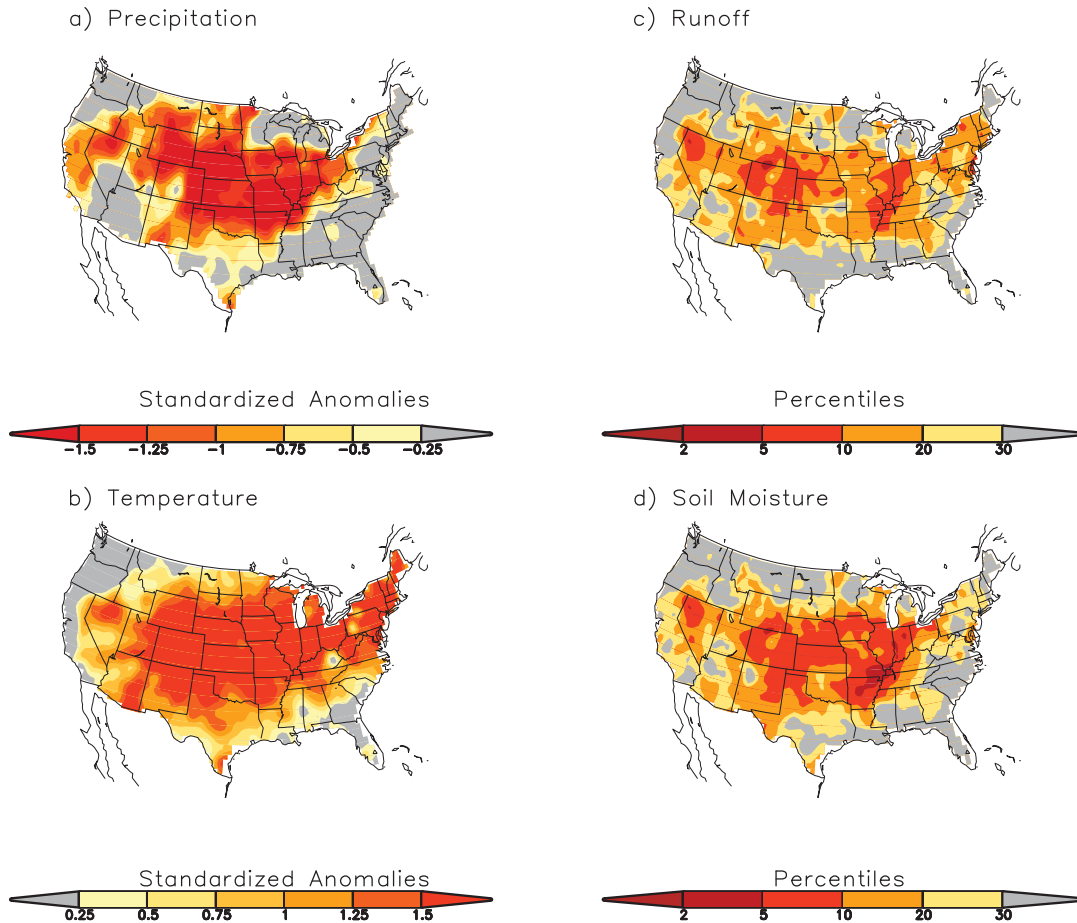 a) Precipitation
c) Runoff
Standardized Anomalies
-1.5 -1.25 -1 -0.75 -0.5 -0.25
Percentiles
2 5 10 20 30
b) Temperature
d) Soil Moisture
Standardized Anomalies
0.25 0.5 0.75 1 1.25 1.5
Percentiles
2 5 10 20 30